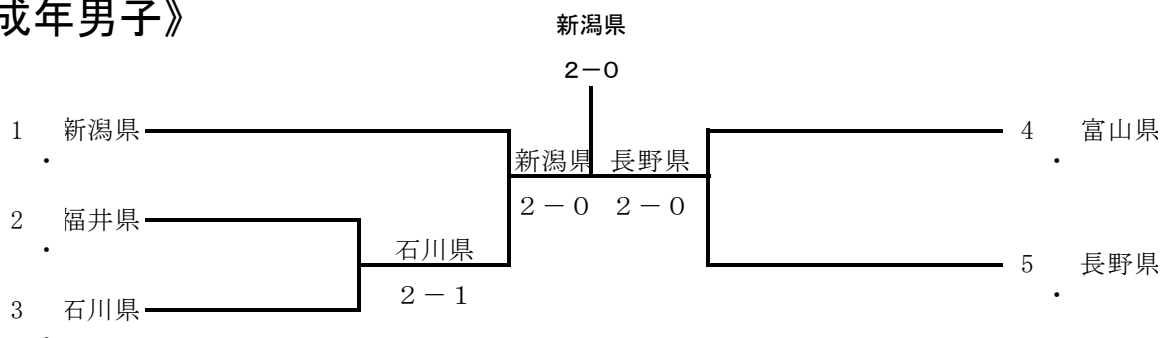 成年男子》
新潟県
２－０
1 新潟県
4 富山県
・
・
新潟県 長野県
２－０ ２－０
2 福井県
・
石川県
２－１
5 長野県
・
3 石川県